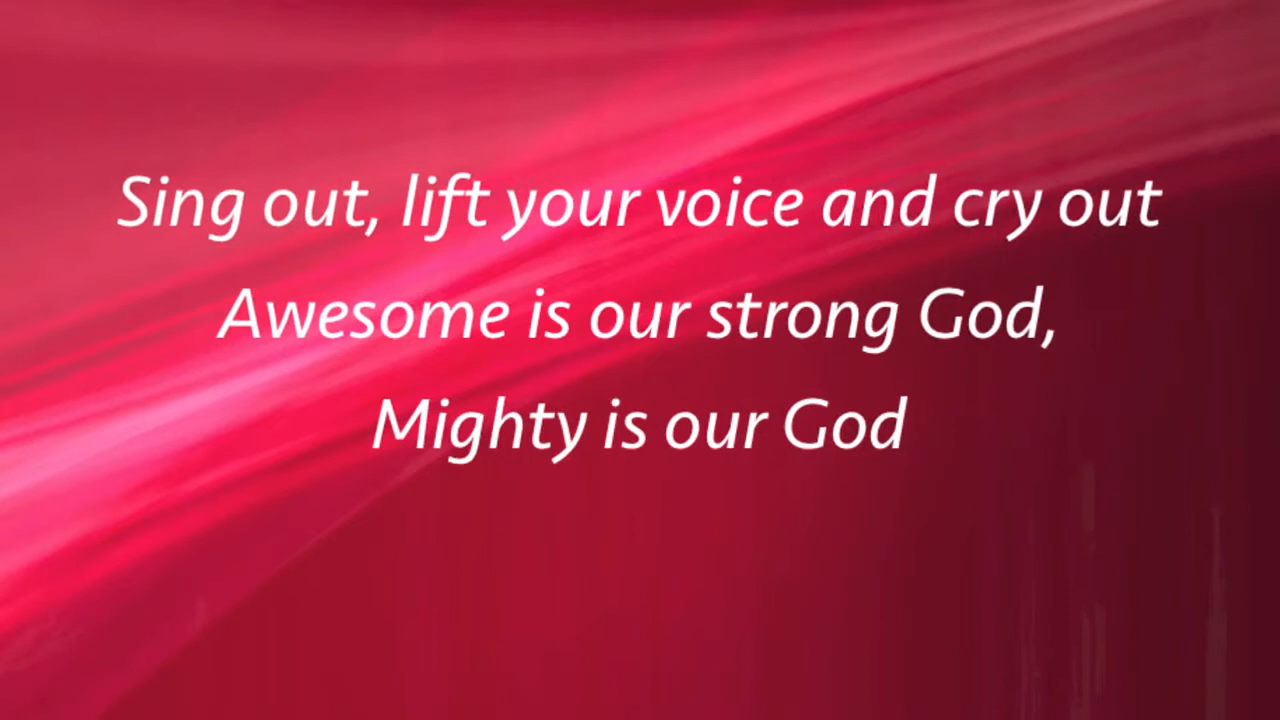 Sing out, lift your voice and cry out
Awesome is our strong God,
Mighty is our God